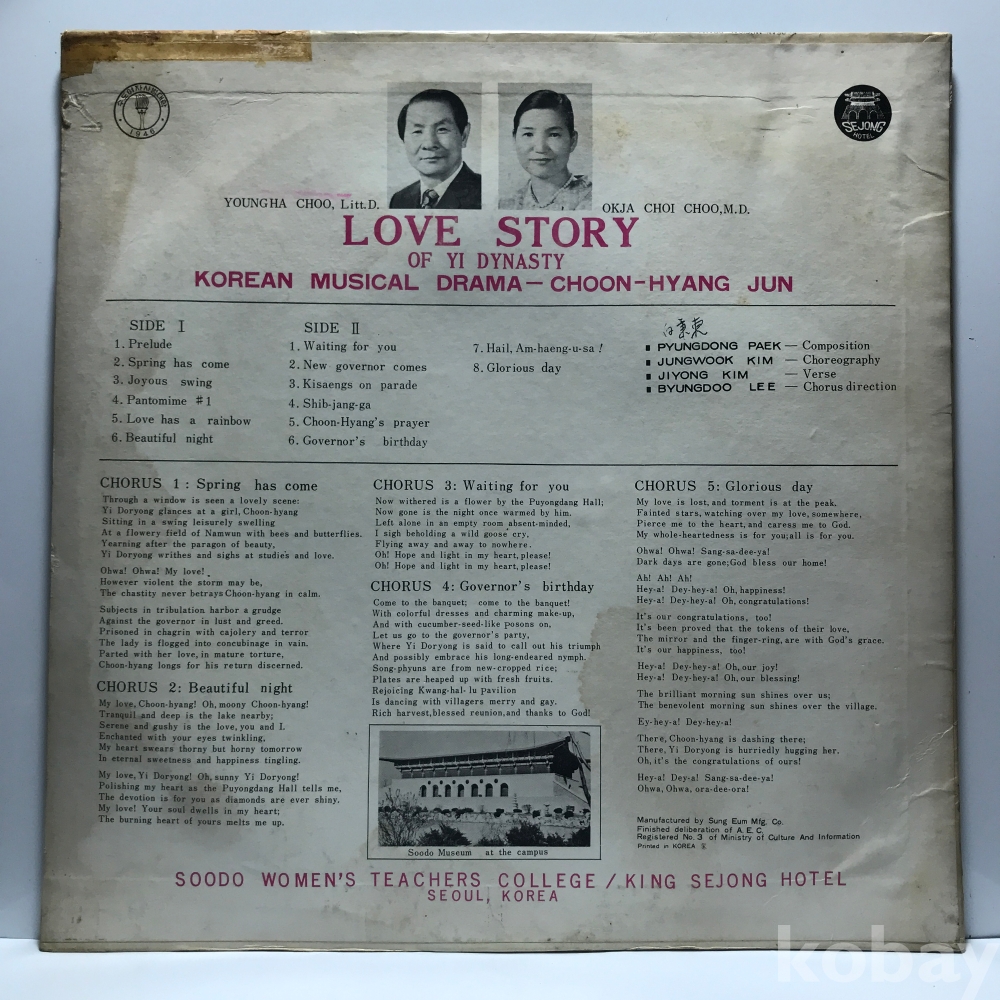 수도여자사범대학
1946
SEJONG
HOTEL
YOUNGHA CHOO, Litt.D.
OKJA CHOI CHOO, M.D.
LOVE STORY
OF YI DYNASTY
KOREAN MUSICAL DRAMA — CHOON-HYANG JUN
SIDE I
1. Prelude
2. Spring has come
3. Joyous swing
4. Pantomime #1
5. Love has a rainbow
6. Beautiful night
SIDE II
1. Waiting for you
2. New governor comes
3. Kisaengs on parade
4. Shib-jang-ga
5. Choon-Hyang's prayer
6. Governor's birthday
7. Hail, Am-haeng-u-sa!
8. Glorious day
PYUNGDONG PAEK — Composition
JUNGWOOK KIM — Choreography
JIYONG KIM — Verse
BYUNGDOO LEE — Chorus direction
CHORUS 1: Spring has come
Through a window is seen a lovely scene:
Yi Doryong glances at a girl, Choon-hyang
Sitting in a swing leisurely swelling
At a flowery field of Namwun with bees and butterflies.
Yearning after the paragon of beauty,
Yi Doryong writhes and sighs at studies and love.
Ohwa! Ohwa! My love!
However violent the storm may be,
The chastity never betrays Choon-hyang in calm.
Subjects in tribulation harbor a grudge
Against the governor in lust and greed.
Prisoned in chagrin with cajolery and terror
The lady is flogged into concubinage in vain.
Parted with her love, in mature torture,
Choon-hyang longs for his return discerned.
CHORUS 2: Beautiful night
My love, Choon-hyang! Oh, moony Choon-hyang!
Tranquil and deep is the lake nearby;
Serene and gushy is the love, you and I.
Enchanted with your eyes twinkling,
My heart swears thorny but horny tomorrow
In eternal sweetness and happiness tingling.
My love, Yi Doryong! Oh, sunny Yi Doryong!
Polishing my heart as the Puyongdang Hall tells me,
The devotion is for you as diamonds are ever shiny.
My love! Your soul dwells in my heart;
The burning heart of yours melts me up.
CHORUS 3: Waiting for you
Now withered is a flower by the Puyongdang Hall;
Now gone is the night once warmed by him.
Left alone in an empty room absent-minded,
I sigh beholding a wild goose cry,
Flying away and away to nowhere.
Oh! Hope and light in my heart, please!
Oh! Hope and light in my heart, please!
CHORUS 4: Governor's birthday
Come to the banquet; come to the banquet!
With colorful dresses and charming make-up,
And with cucumber-seed-like posons on,
Let us go to the governor's party,
Where Yi Doryong is said to call out his triumph
And possibly embrace his long-endeared nymph.
Song-phyuns are from new-cropped rice;
Plates are heaped up with fresh fruits.
Rejoicing Kwang-hal-lu pavilion
Is dancing with villagers merry and gay.
Rich harvest, blessed reunion, and thanks to God!
Soodo Museum at the campus
CHORUS 5: Glorious day
My love is lost, and torment is at the peak.
Fainted stars, watching over my love, somewhere,
Pierce me to the heart, and caress me to God.
My whole-heartedness is for you; all is for you.
Ohwa! Ohwa! Sang-sa-dee-ya!
Dark days are gone; God bless our home!
Ah! Ah! Ah!
Hey-a! Dey-hey-a! Oh, happiness!
Hey-a! Dey-hey-a! Oh, congratulations!
It's our congratulations, too!
It's been proved that the tokens of their love,
The mirror and the finger-ring, are with God's grace.
It's our happiness, too!
Hey-a! Dey-hey-a! Oh, our joy!
Hey-a! Dey-hey-a! Oh, our blessing!
The brilliant morning sun shines over us;
The benevolent morning sun shines over the village.
Ey-hey-a! Dey-hey-a!
There, Choon-hyang is dashing there;
There, Yi Doryong is hurriedly hugging her.
Oh, it's the congratulations of ours!
Hey-a! Dey-a! Sang-sa-dee-ya!
Ohwa, Ohwa, ora-dee-ora!
Manufactured by Sung Eum Mfg. Co.
Finished deliberation of A. E. C.
Registered No. 3 of Ministry of Culture And Information
Printed in KOREA
SOODO WOMEN'S TEACHERS COLLEGE / KING SEJONG HOTEL
SEOUL, KOREA
kobay